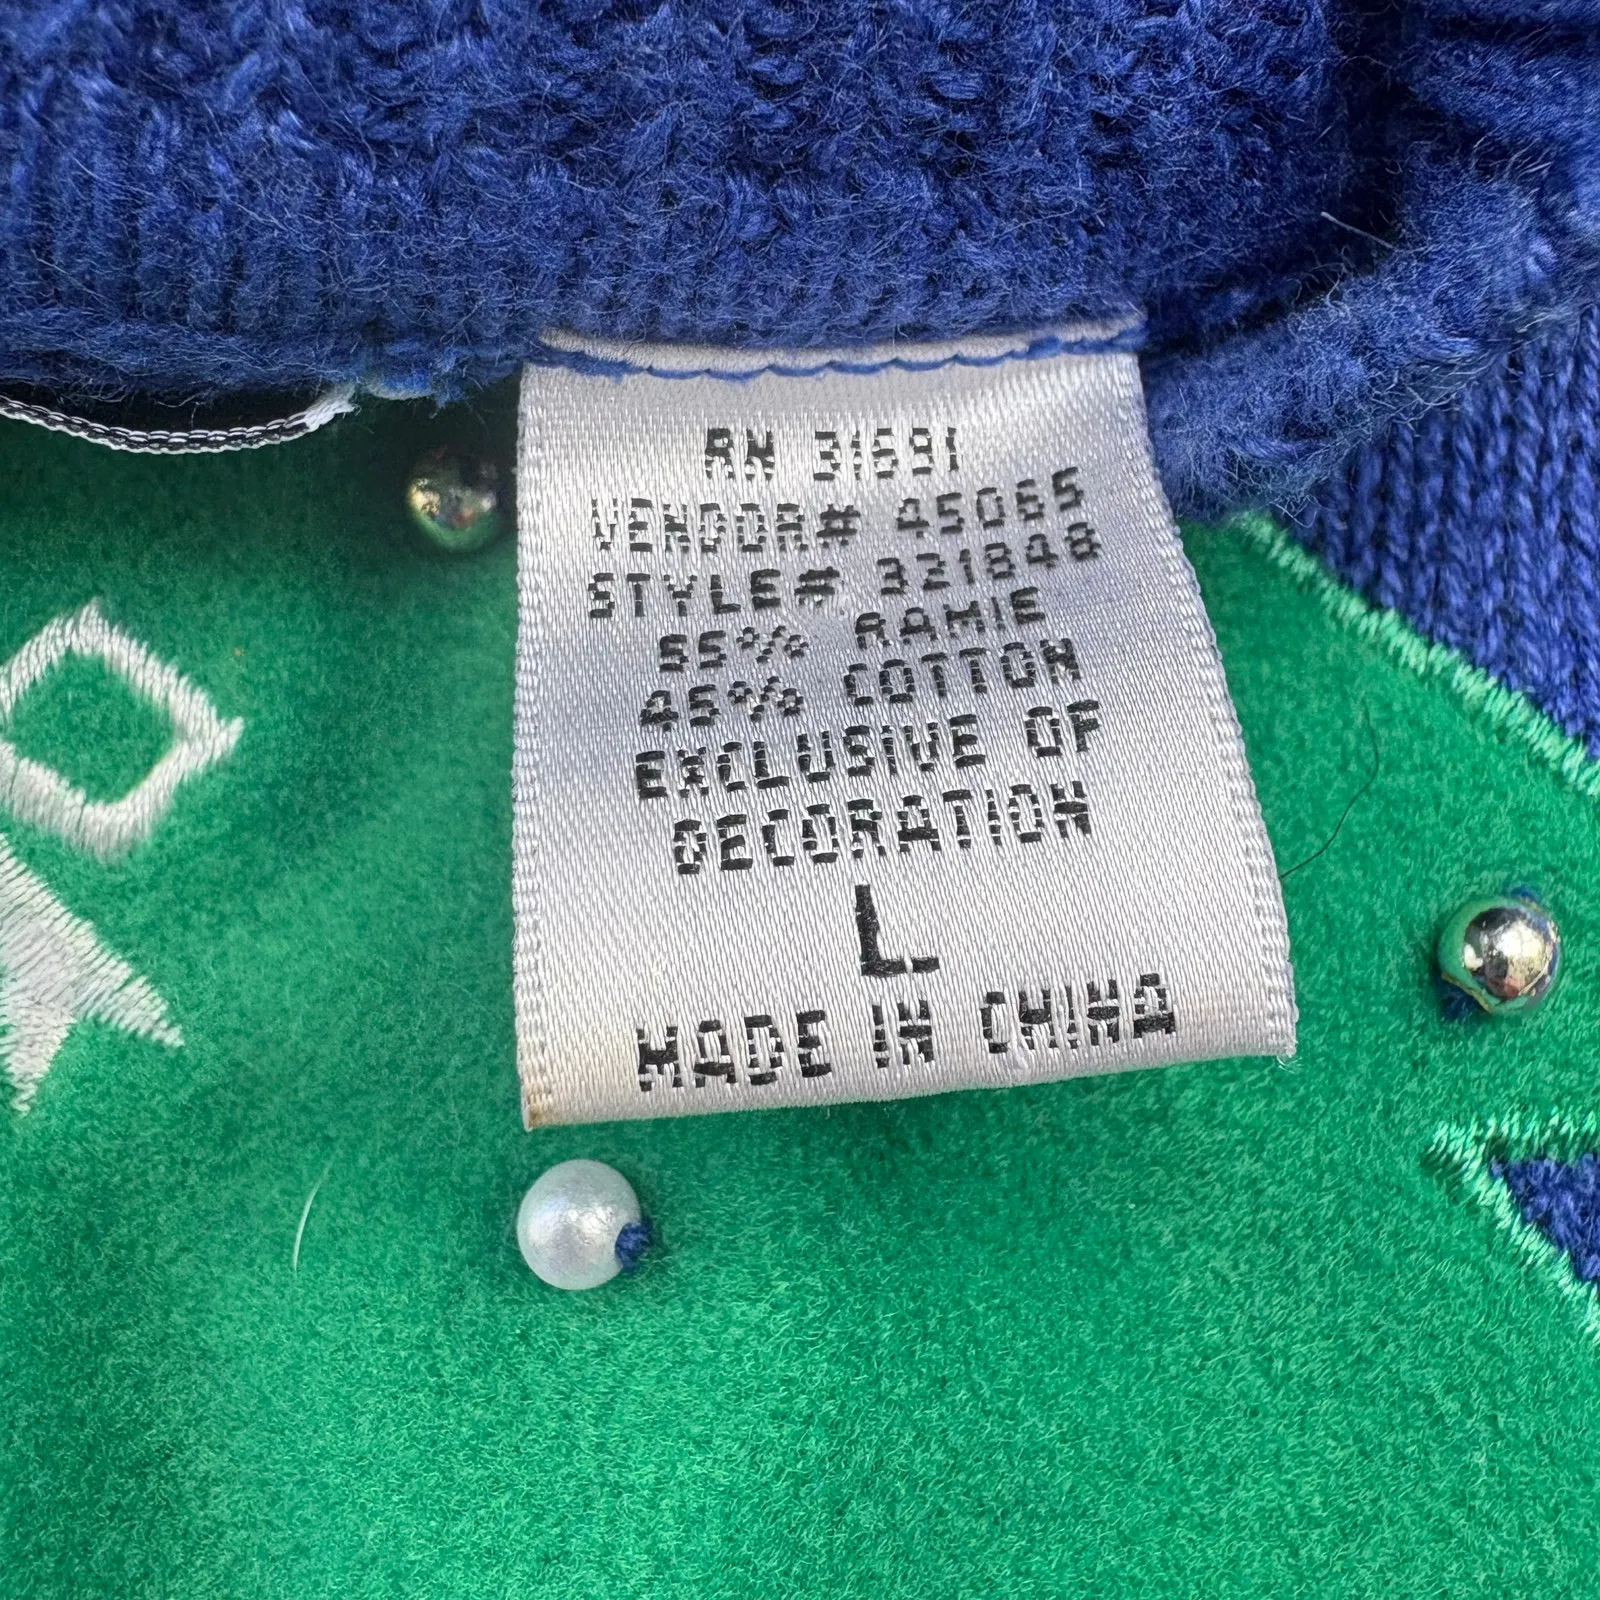 RN 31691
VENDOR# 45065
STYLE# 321848
55% RAMIE
45% COTTON
EXCLUSIVE OF
DECORATION
L
MADE IN CHINA